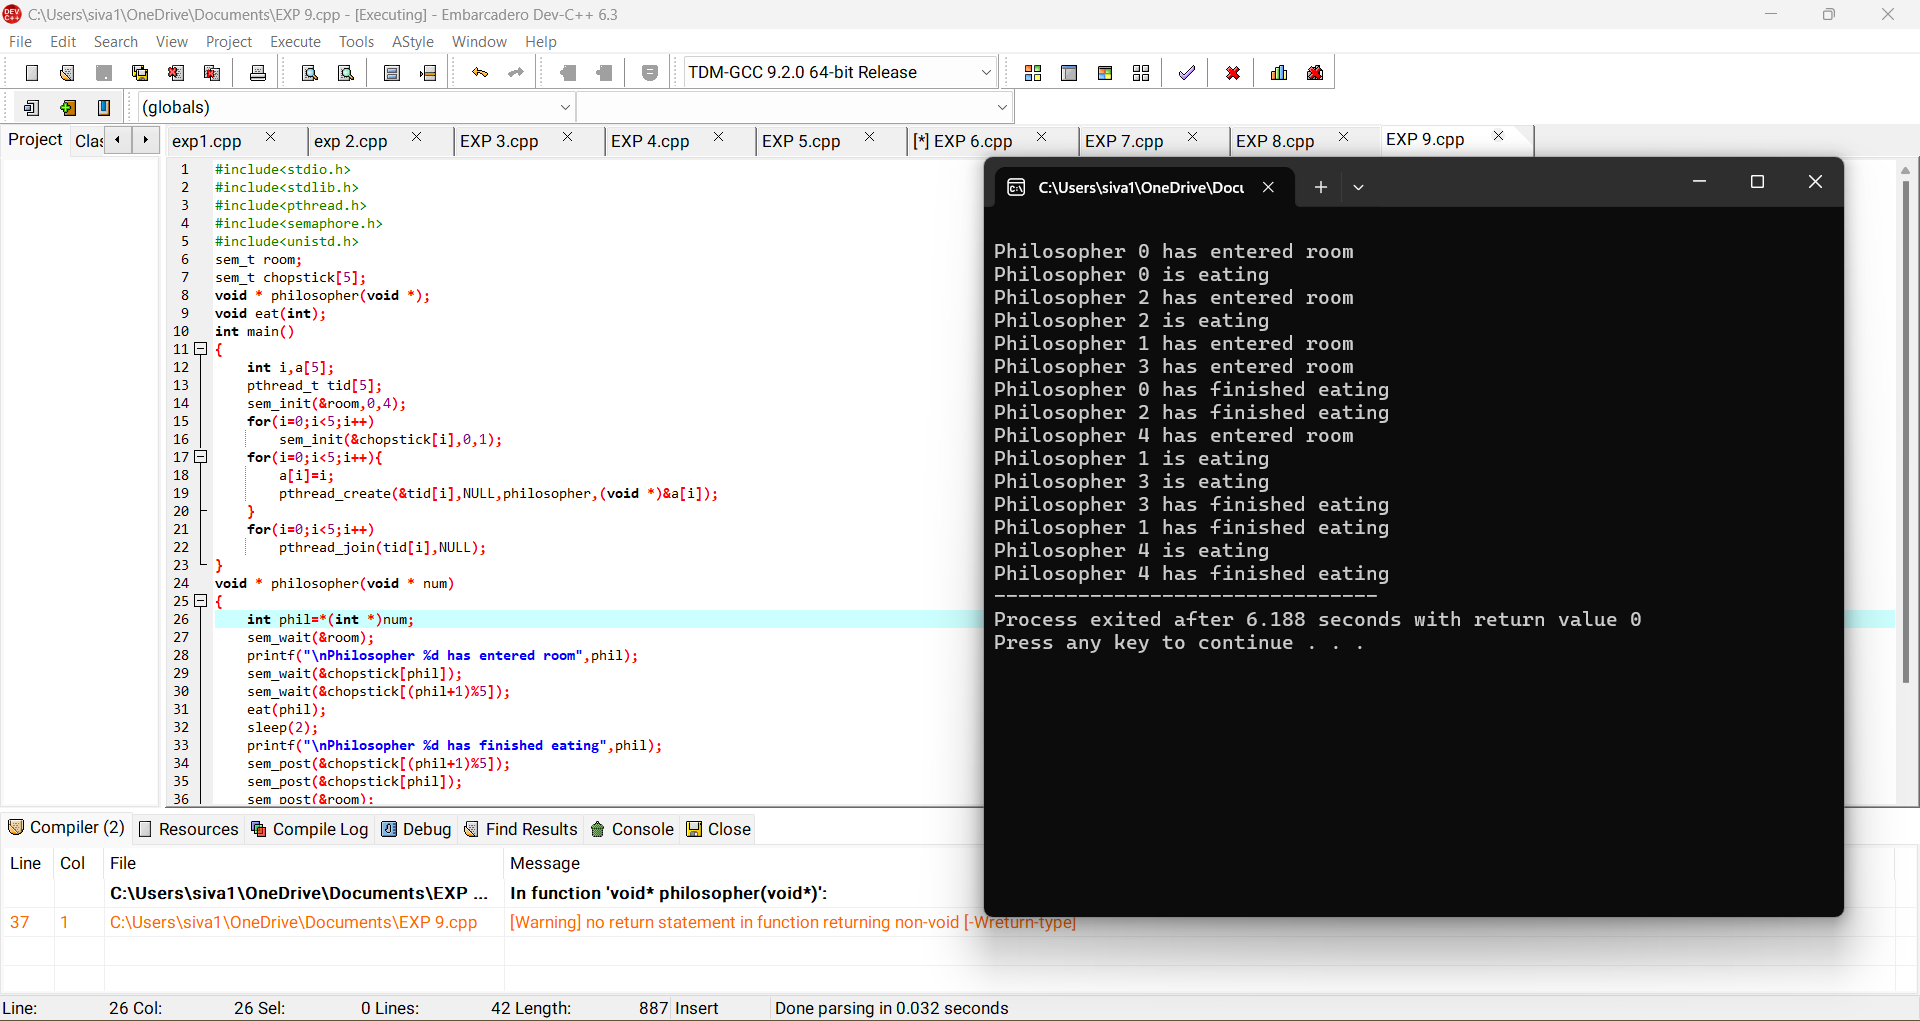 C:\Users\siva1\OneDrive\Documents\EXP 9.cpp - [Executing] - Embarcadero Dev-C++ 6.3
File Edit Search View Project Execute Tools AStyle Window Help
TDM-GCC 9.2.0 64-bit Release
(globals)
Project Clas exp1.cpp exp 2.cpp EXP 3.cpp EXP 4.cpp EXP 5.cpp [*] EXP 6.cpp EXP 7.cpp EXP 8.cpp EXP 9.cpp
1 #include<stdio.h>
2 #include<stdlib.h>
3 #include<pthread.h>
4 #include<semaphore.h>
5 #include<unistd.h>
6 sem_t room;
7 sem_t chopstick[5];
8 void * philosopher(void *);
9 void eat(int);
10 int main()
11 {
12 int i,a[5];
13 pthread_t tid[5];
14 sem_init(&room,0,4);
15 for(i=0;i<5;i++)
16 sem_init(&chopstick[i],0,1);
17 for(i=0;i<5;i++){
18 a[i]=i;
19 pthread_create(&tid[i],NULL,philosopher,(void *)&a[i]);
20 }
21 for(i=0;i<5;i++)
22 pthread_join(tid[i],NULL);
23 }
24 void * philosopher(void * num)
25 {
26 int phil=*(int *)num;
27 sem_wait(&room);
28 printf("\nPhilosopher %d has entered room",phil);
29 sem_wait(&chopstick[phil]);
30 sem_wait(&chopstick[(phil+1)%5]);
31 eat(phil);
32 sleep(2);
33 printf("\nPhilosopher %d has finished eating",phil);
34 sem_post(&chopstick[(phil+1)%5]);
35 sem_post(&chopstick[phil]);
36 sem_post(&room);
C:\Users\siva1\OneDrive\Docu
Philosopher 0 has entered room
Philosopher 0 is eating
Philosopher 2 has entered room
Philosopher 2 is eating
Philosopher 1 has entered room
Philosopher 3 has entered room
Philosopher 0 has finished eating
Philosopher 2 has finished eating
Philosopher 4 has entered room
Philosopher 1 is eating
Philosopher 3 is eating
Philosopher 3 has finished eating
Philosopher 1 has finished eating
Philosopher 4 is eating
Philosopher 4 has finished eating
--------------------------------
Process exited after 6.188 seconds with return value 0
Press any key to continue . . .
Compiler (2) Resources Compile Log Debug Find Results Console Close
Line Col File Message
C:\Users\siva1\OneDrive\Documents\EXP ... In function 'void* philosopher(void*)':
37 1 C:\Users\siva1\OneDrive\Documents\EXP 9.cpp [Warning] no return statement in function returning non-void [-Wreturn-type]
Line: 26 Col: 26 Sel: 0 Lines: 42 Length: 887 Insert Done parsing in 0.032 seconds